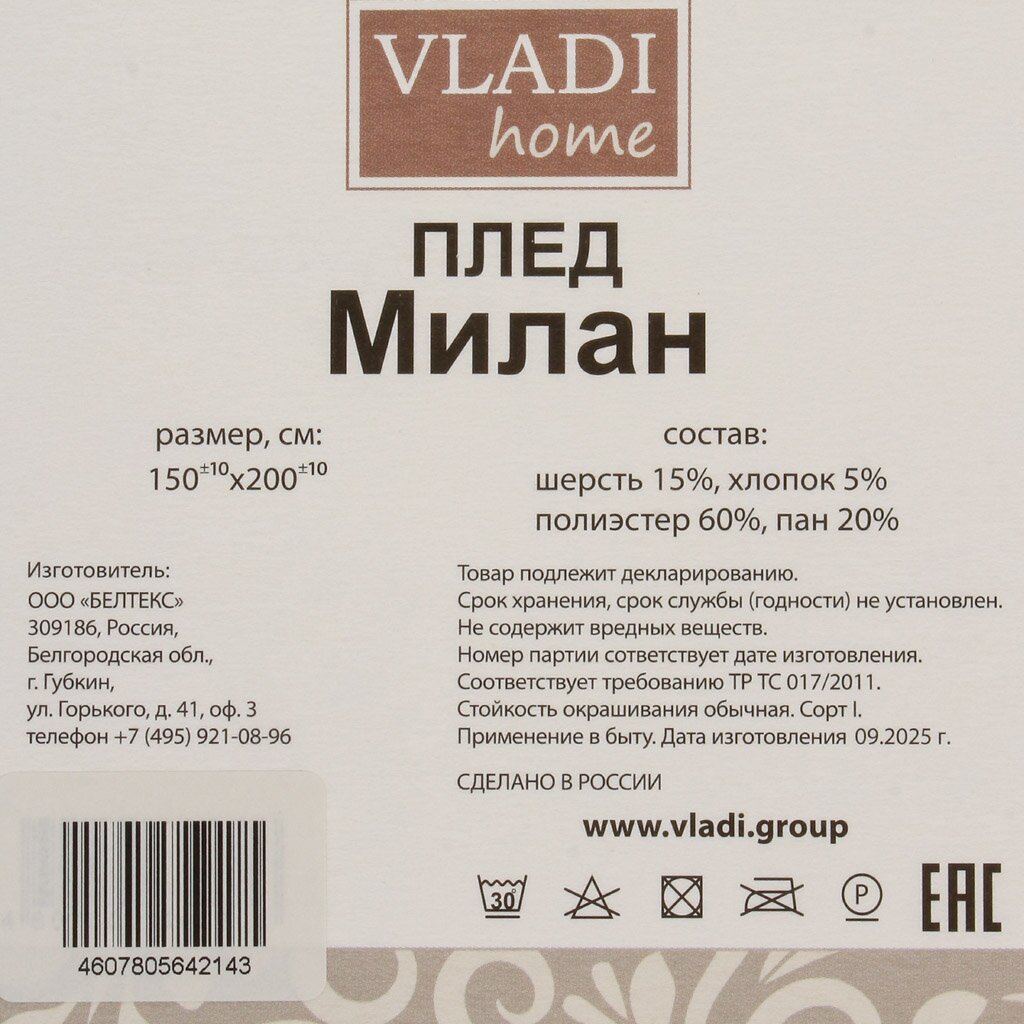 VLADI
home
ПЛЕД
Милан
размер, см:
150±10х200±10
состав:
шерсть 15%, хлопок 5%
полиэстер 60%, пан 20%
Изготовитель:
ООО «БЕЛТЕКС»
309186, Россия,
Белгородская обл.,
г. Губкин,
ул. Горького, д. 41, оф. 3
телефон +7 (495) 921-08-96
Товар подлежит декларированию.
Срок хранения, срок службы (годности) не установлен.
Не содержит вредных веществ.
Номер партии сответствует дате изготовления.
Соответствует требованию ТР ТС 017/2011.
Стойкость окрашивания обычная. Сорт I.
Применение в быту. Дата изготовления 09.2025 г.
СДЕЛАНО В РОССИИ
www.vladi.group
30°
P
EAC
4607805642143